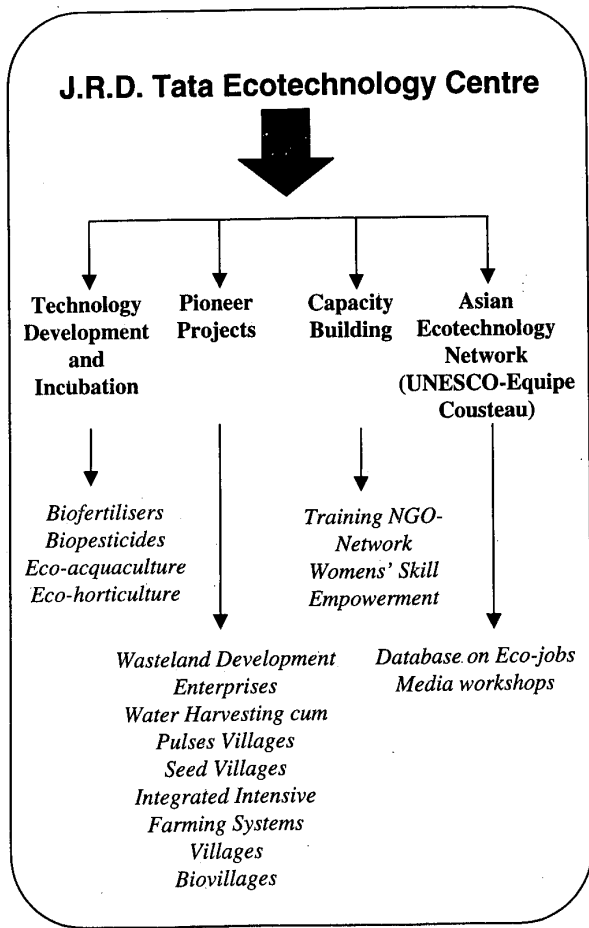 J.R.D. Tata Ecotechnology Centre
Technology
Development
and
Incubation
Pioneer
Projects
Capacity
Building
Asian
Ecotechnology
Network
(UNESCO-Equipe
Cousteau)
Biofertilisers
Biopesticides
Eco-acquaculture
Eco-horticulture
Wasteland Development
Enterprises
Water Harvesting cum
Pulses Villages
Seed Villages
Integrated Intensive
Farming Systems
Villages
Biovillages
Training NGO-
Network
Womens' Skill
Empowerment
Database on Eco-jobs
Media workshops